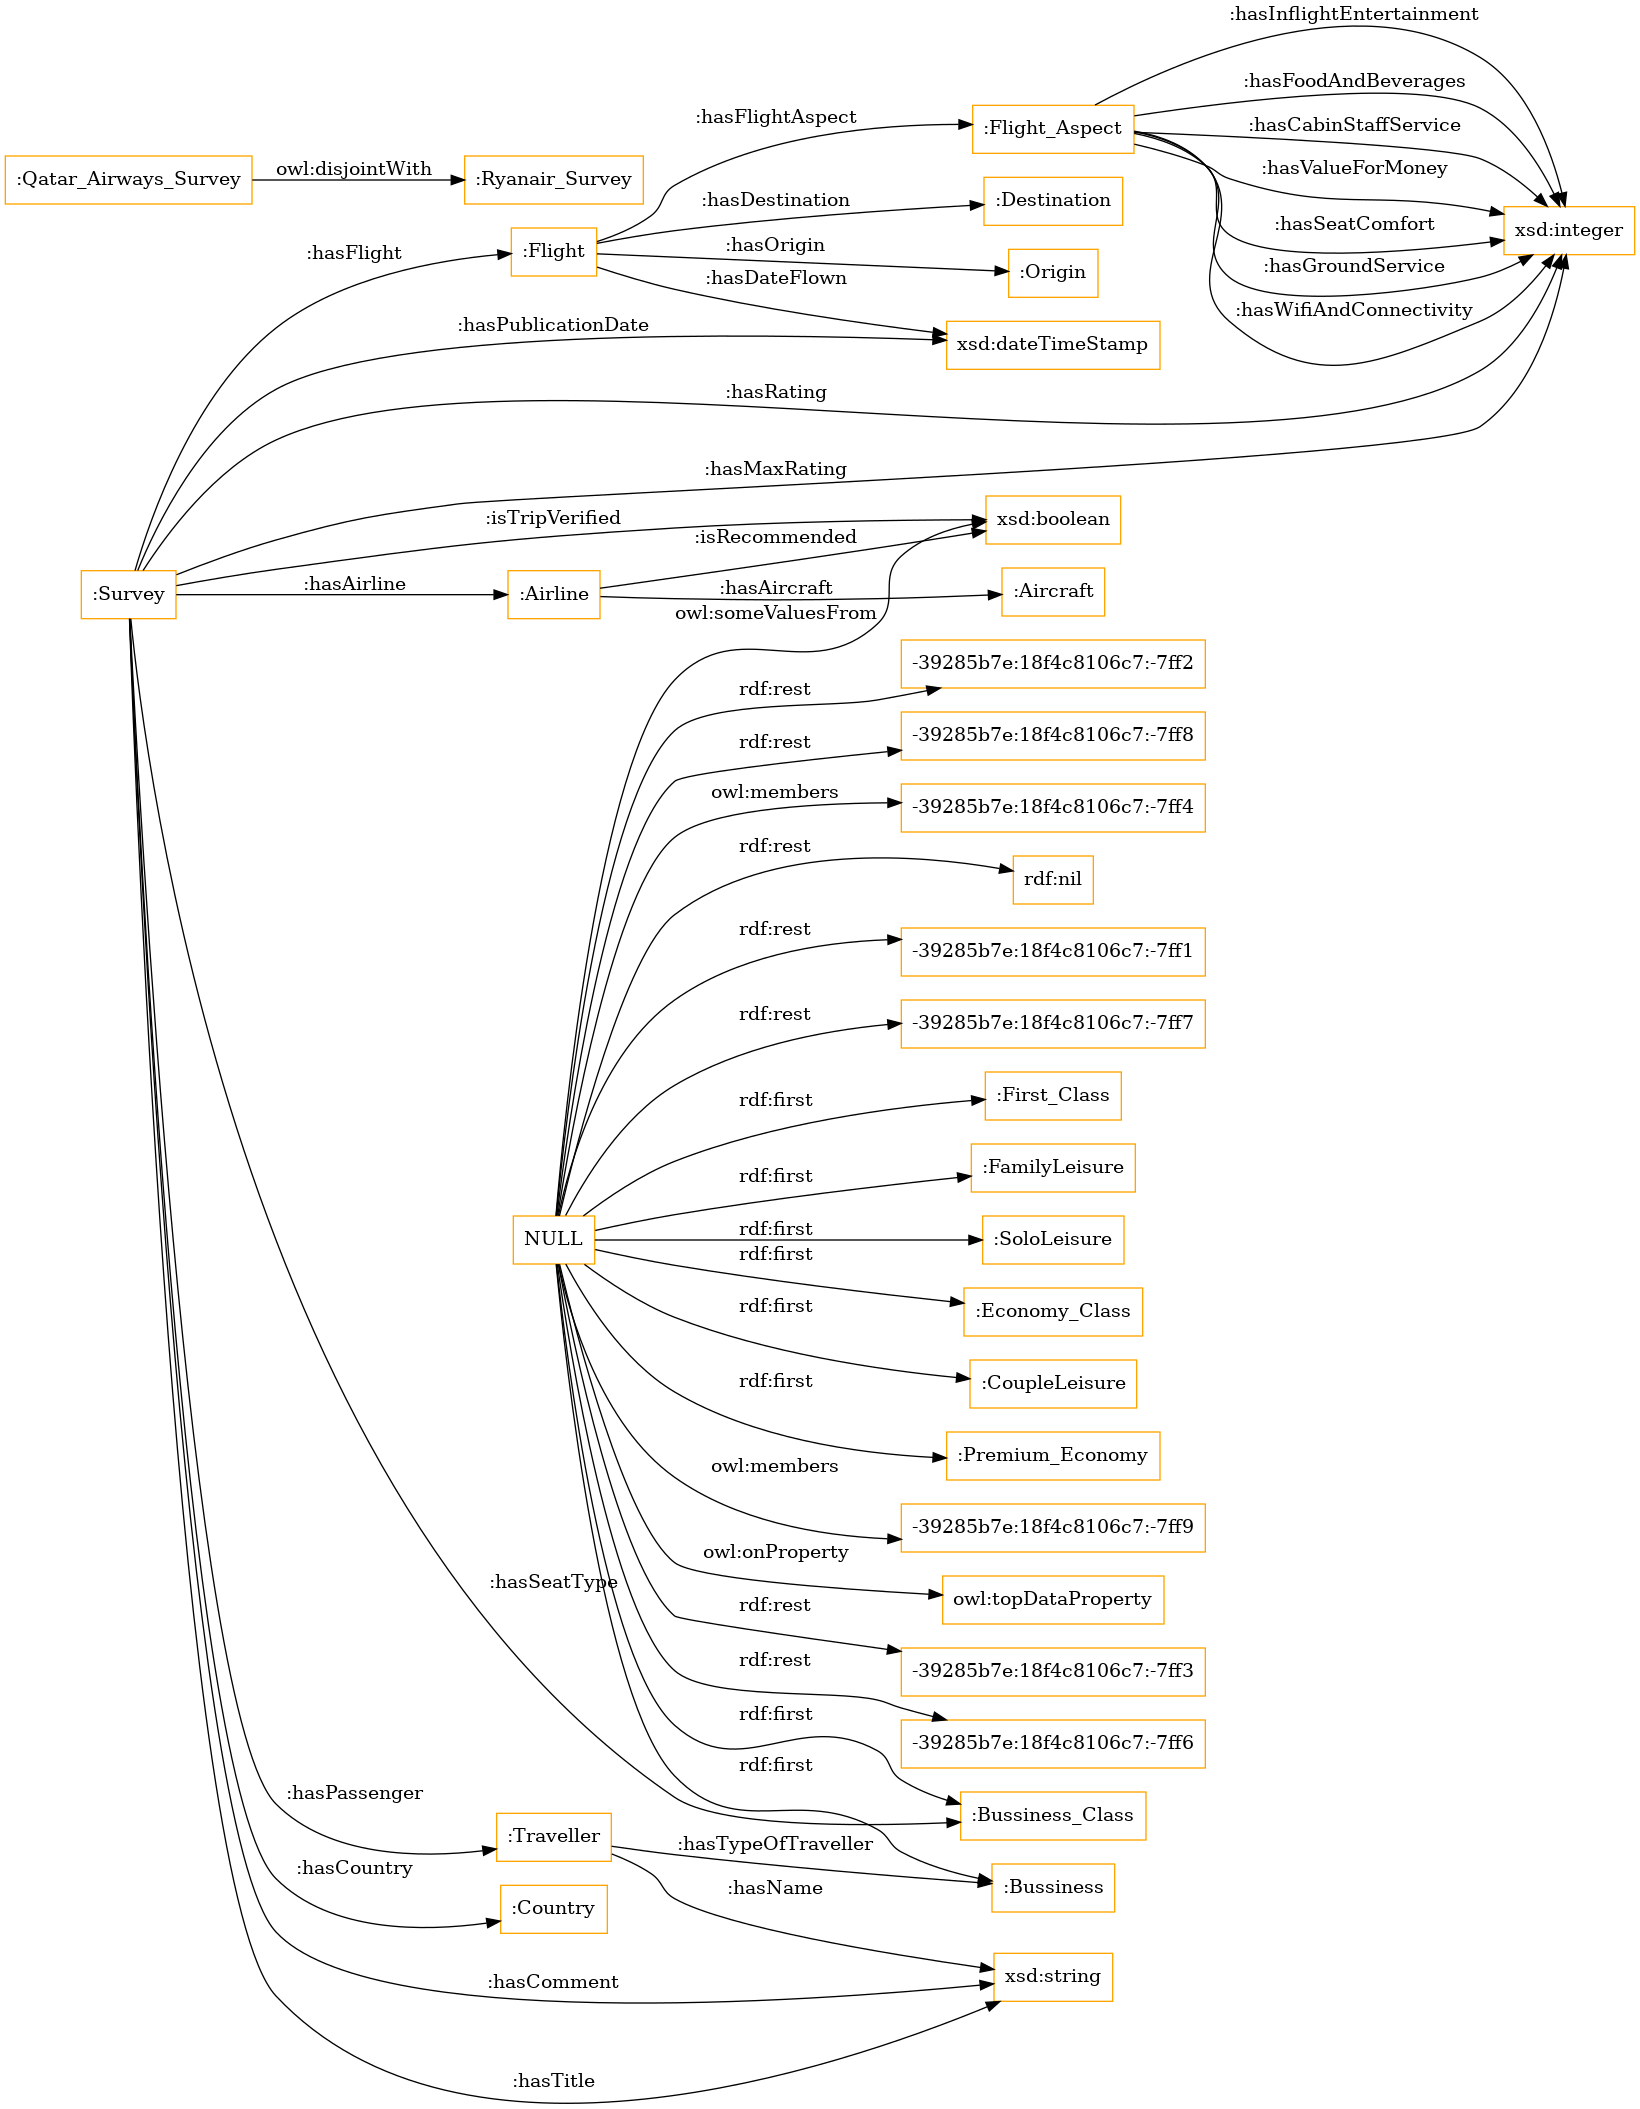 :hasInflightEntertainment
:hasFoodAndBeverages
:hasFlightAspect
:Flight_Aspect
:hasCabinStaffService
:hasValueForMoney
:Qatar_Airways_Survey
owl:disjointWith
:Ryanair_Survey
:hasDestination
:Destination
:hasSeatComfort
xsd:integer
:hasFlight
:Flight
:hasOrigin
:Origin
:hasGroundService
:hasDateFlown
:hasWifiAndConnectivity
:hasPublicationDate
xsd:dateTimeStamp
:hasRating
:hasMaxRating
:isTripVerified
xsd:boolean
:isRecommended
:Survey
:hasAirline
:Airline
:hasAircraft
:Aircraft
owl:someValuesFrom
-39285b7e:18f4c8106c7:-7ff2
rdf:rest
-39285b7e:18f4c8106c7:-7ff8
rdf:rest
owl:members
-39285b7e:18f4c8106c7:-7ff4
rdf:rest
rdf:nil
rdf:rest
-39285b7e:18f4c8106c7:-7ff1
rdf:rest
-39285b7e:18f4c8106c7:-7ff7
rdf:first
:First_Class
rdf:first
:FamilyLeisure
NULL
rdf:first
:SoloLeisure
rdf:first
:Economy_Class
rdf:first
:CoupleLeisure
rdf:first
:Premium_Economy
owl:members
-39285b7e:18f4c8106c7:-7ff9
owl:onProperty
owl:topDataProperty
:hasSeatType
rdf:rest
-39285b7e:18f4c8106c7:-7ff3
rdf:rest
-39285b7e:18f4c8106c7:-7ff6
rdf:first
rdf:first
:hasPassenger
:Bussiness_Class
:Traveller
:hasTypeOfTraveller
:hasCountry
:hasName
:Bussiness
:Country
:hasComment
xsd:string
:hasTitle